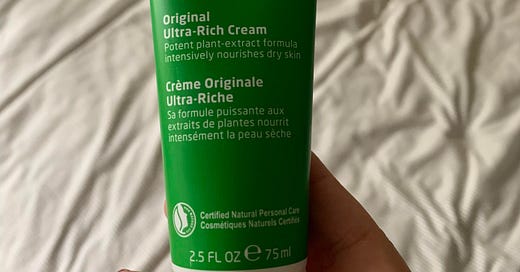 Original
Ultra-Rich Cream
Potent plant-extract formula
intensively nourishes dry skin
Crème Originale
Ultra-Riche
Sa formule puissante aux
extraits de plantes nourrit
intensément la peau sèche
Certified Natural Personal Care
Cosmétiques Naturels Certifiés
2.5 FL OZ ℮ 75 ml